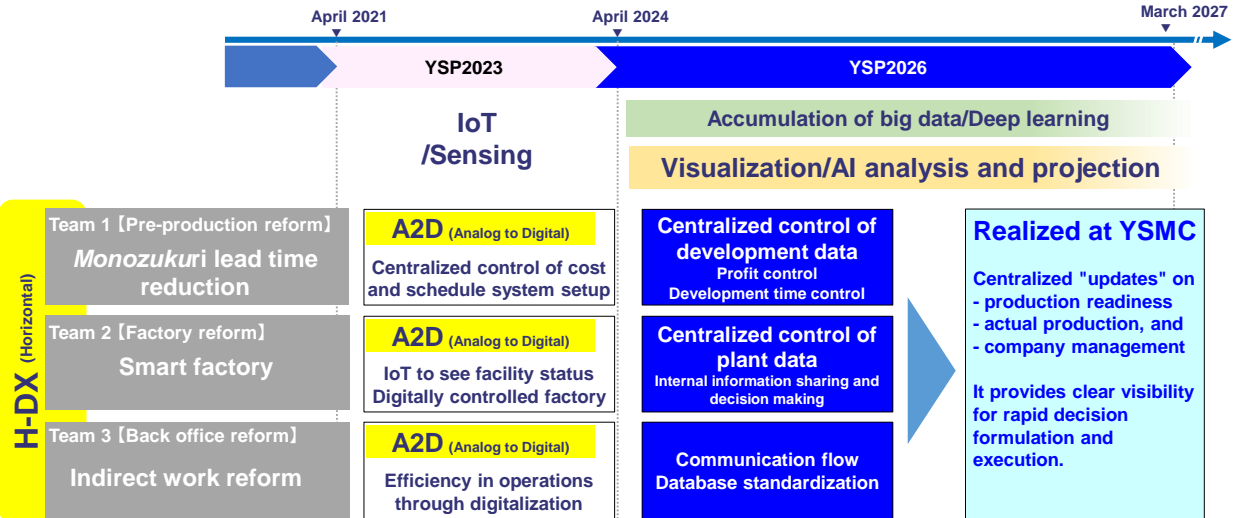 April 2021
April 2024
March 2027
YSP2023
YSP2026
IoT
/Sensing
Accumulation of big data/Deep learning
Visualization/AI analysis and projection
H-DX (Horizontal)
Team 1【Pre-production reform】
Monozukuri lead time
reduction
A2D (Analog to Digital)
Centralized control of cost
and schedule system setup
Centralized control of
development data
Profit control
Development time control
Team 2【Factory reform】
Smart factory
A2D (Analog to Digital)
IoT to see facility status
Digitally controlled factory
Centralized control of
plant data
Internal information sharing and
decision making
Team 3【Back office reform】
Indirect work reform
A2D (Analog to Digital)
Efficiency in operations
through digitalization
Communication flow
Database standardization
Realized at YSMC
Centralized "updates" on
- production readiness
- actual production, and
- company management
It provides clear visibility
for rapid decision
formulation and
execution.